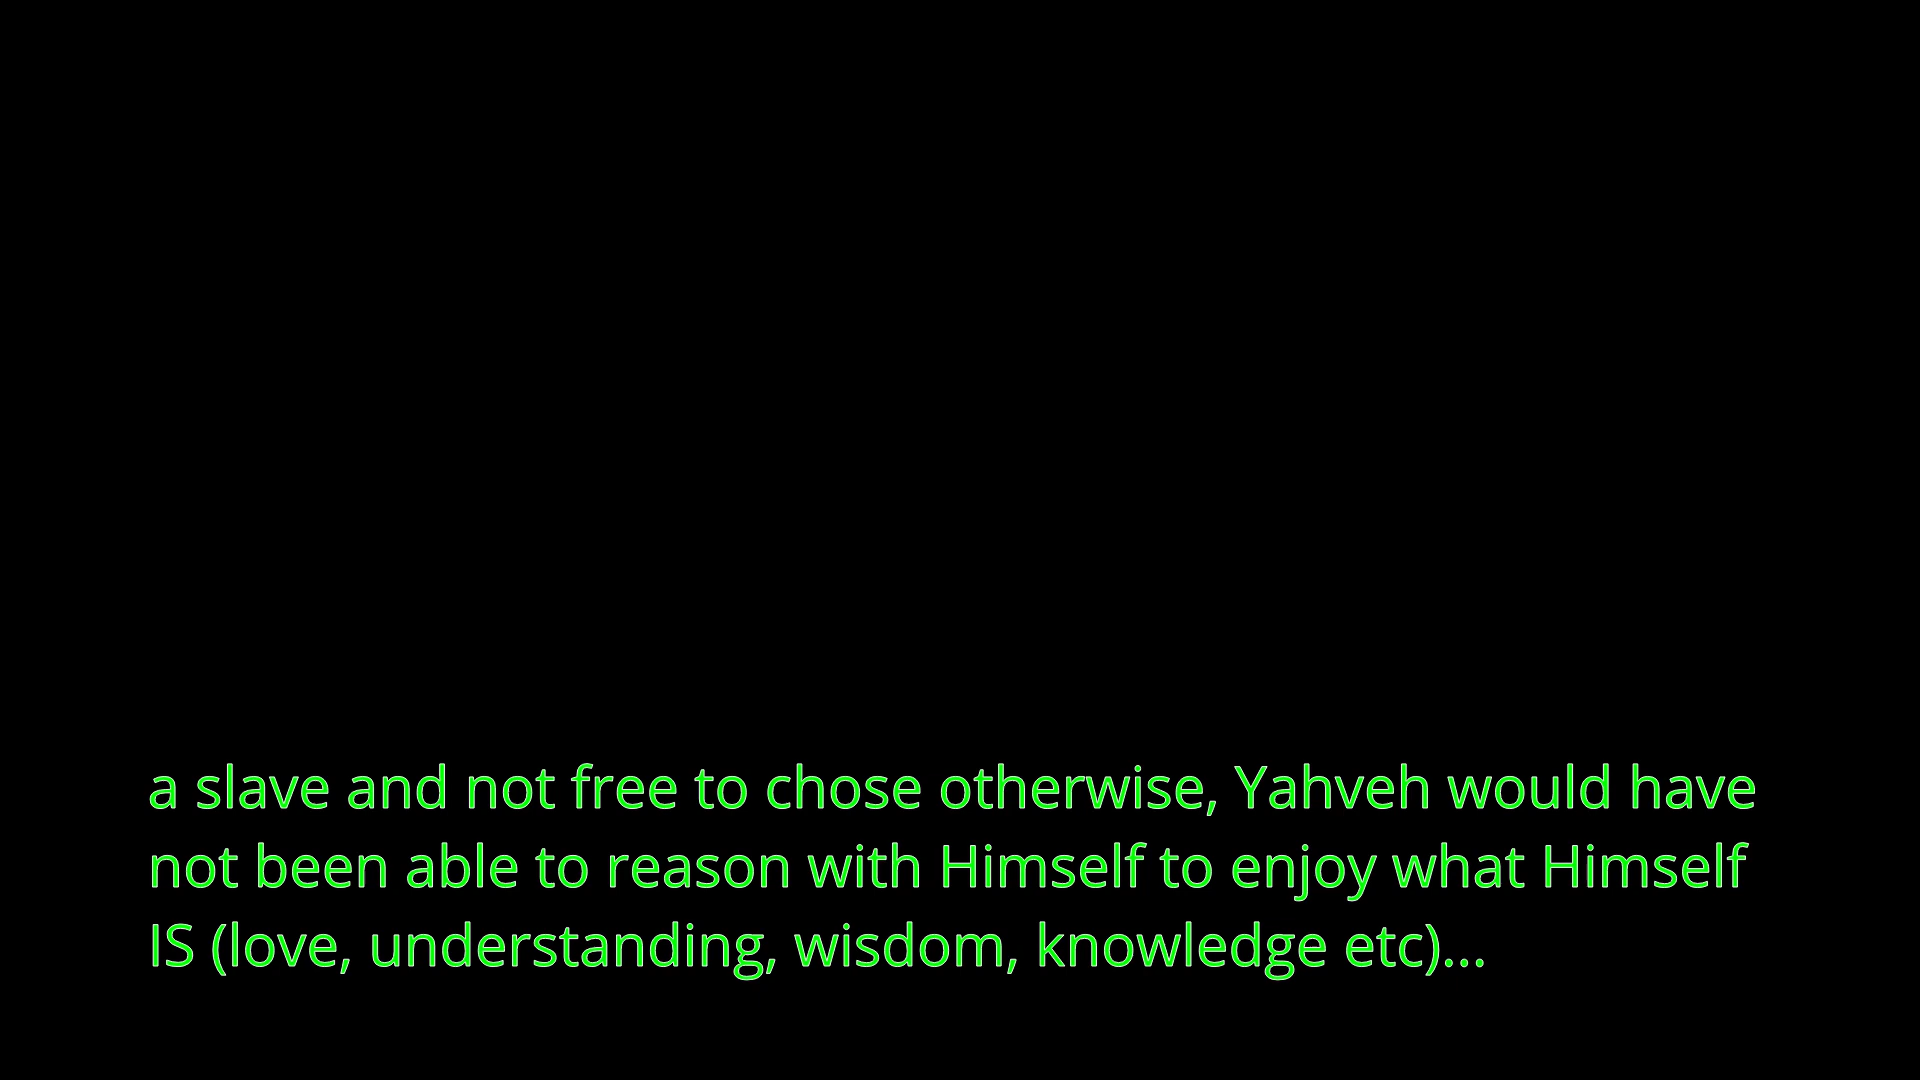 a slave and not free to chose otherwise, Yahveh would have
not been able to reason with Himself to enjoy what Himself
IS (love, understanding, wisdom, knowledge etc)...